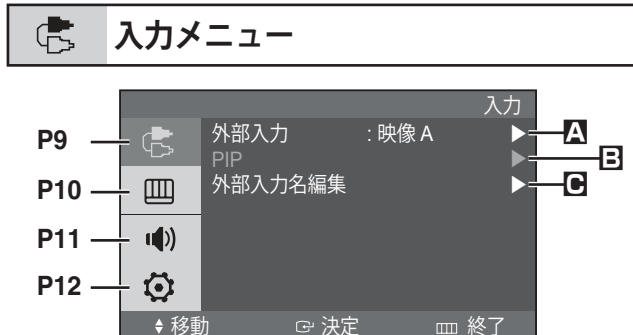 入力メニュー
入力
P9 外部入力 : 映像 A A
PIP B
P10 外部入力名編集 C
P11
P12
移動 決定 終了